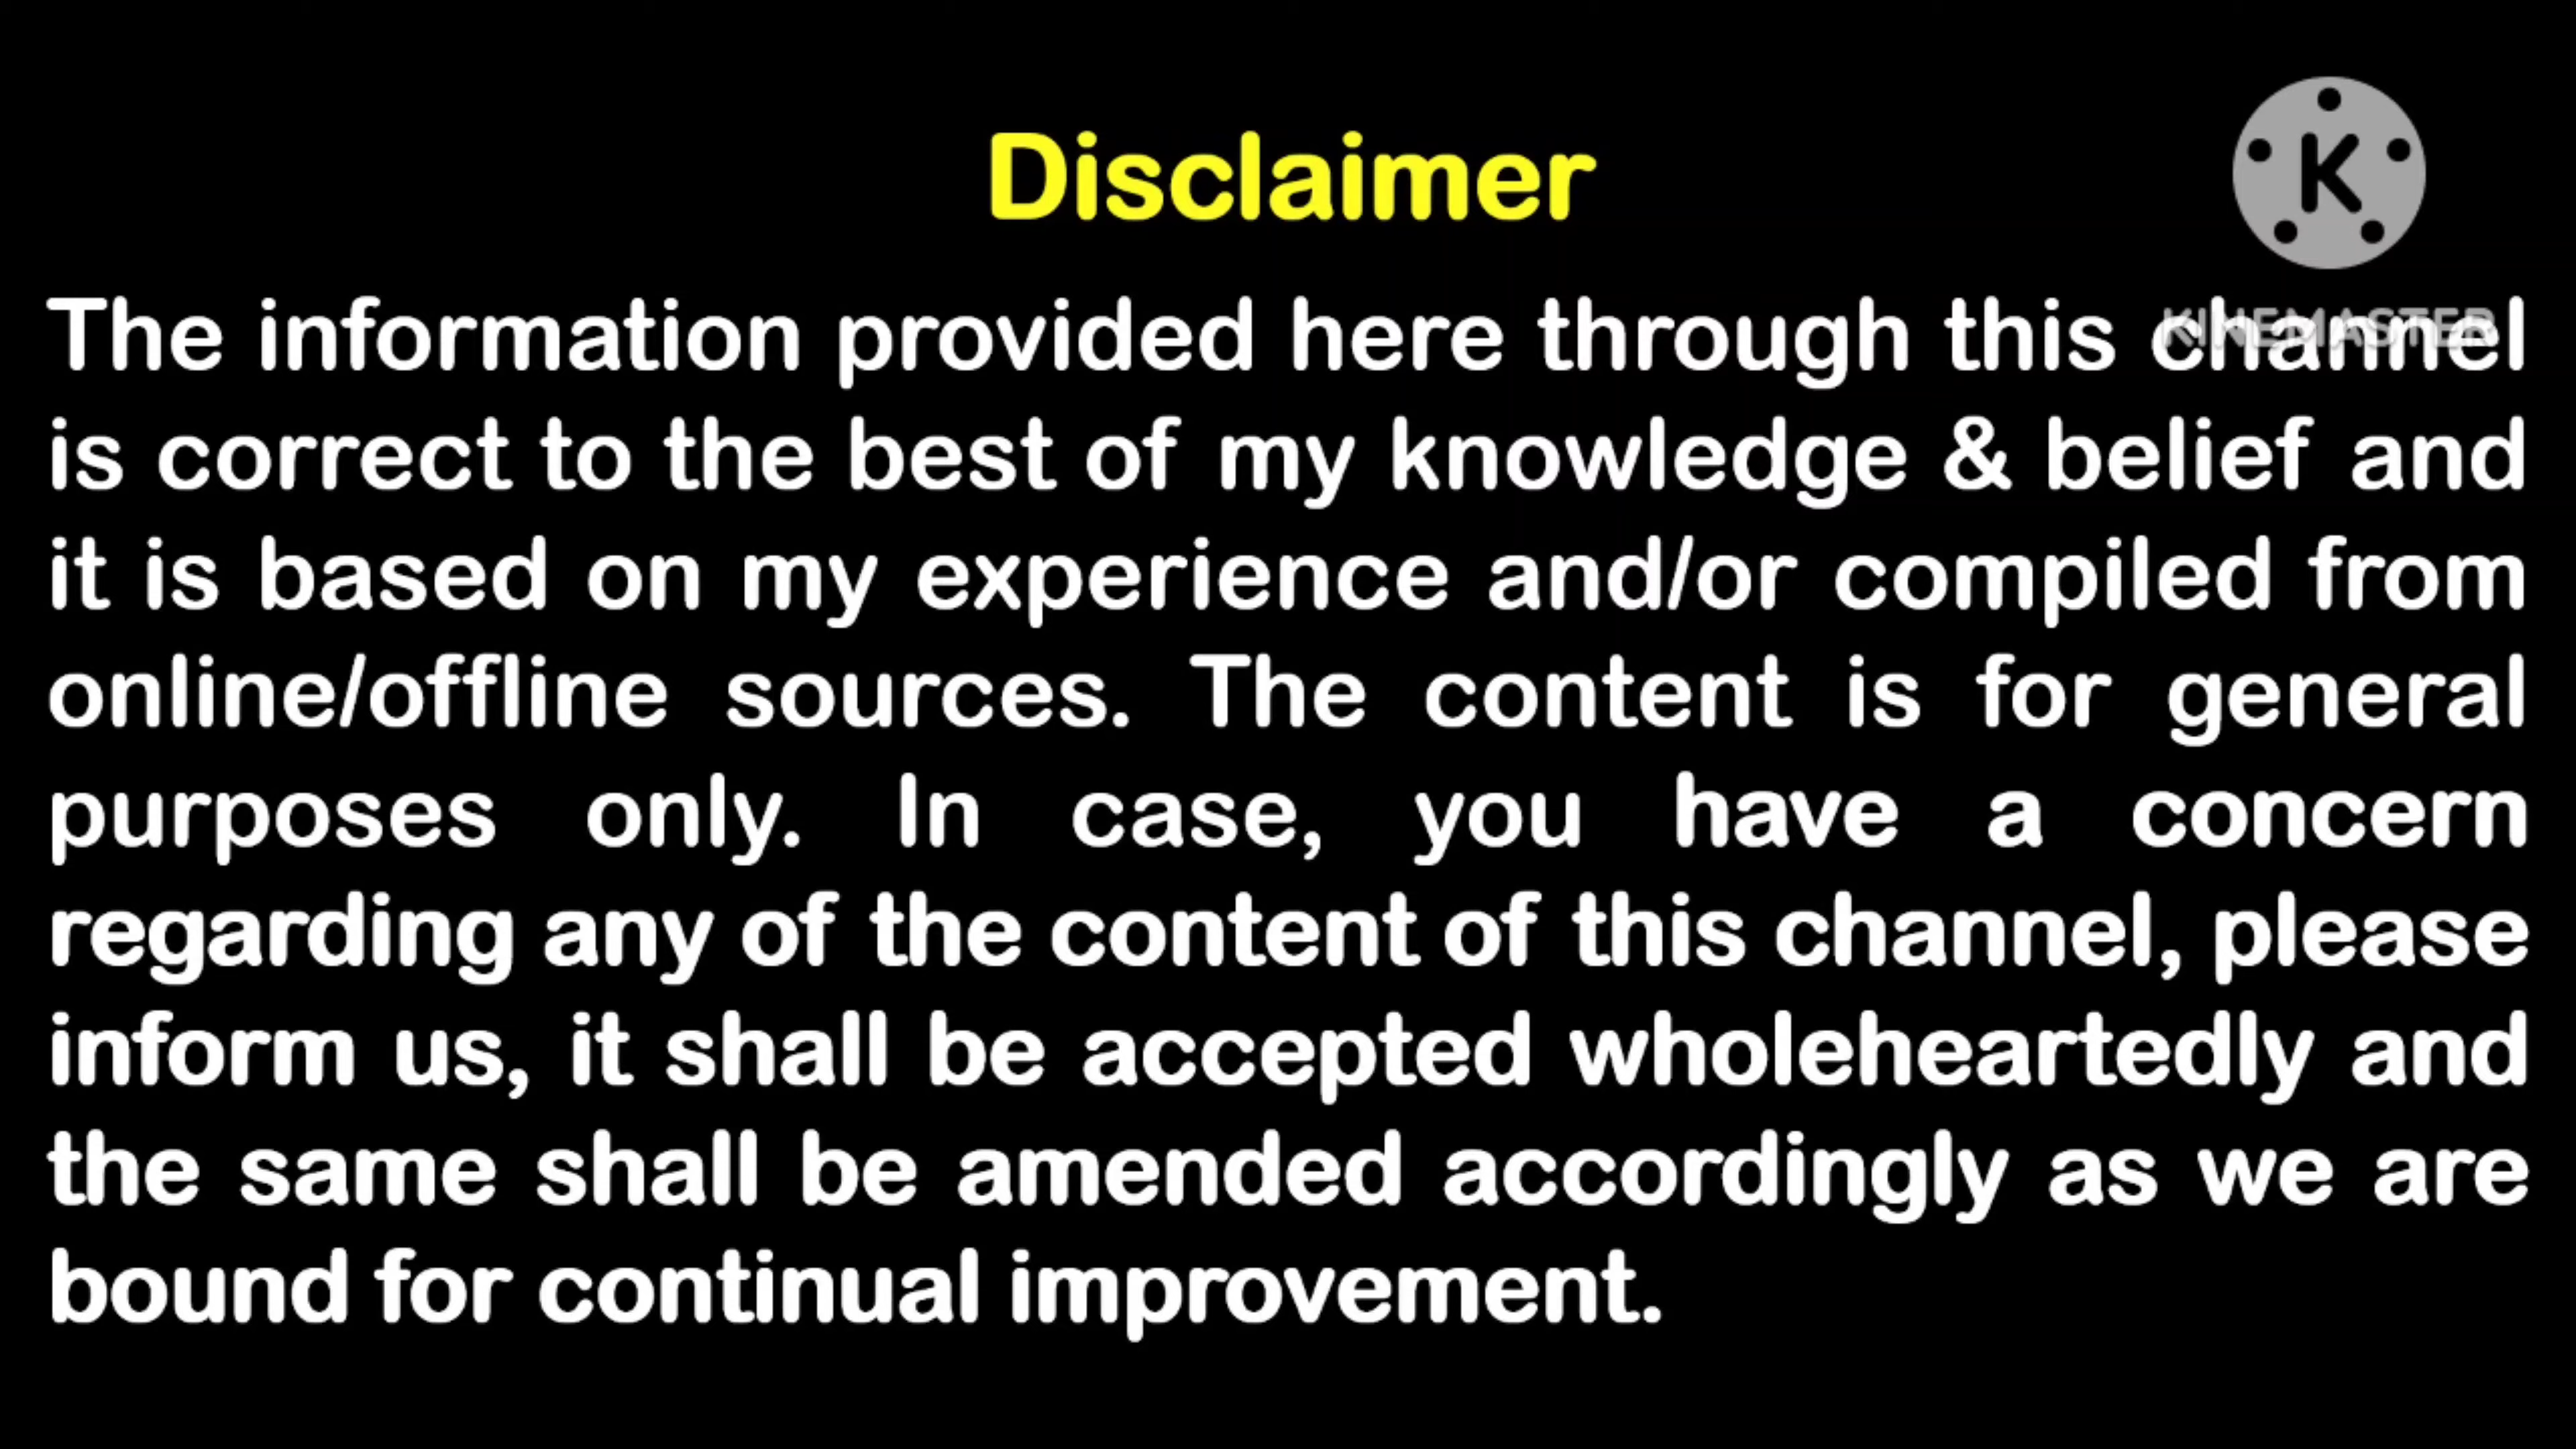 Disclaimer
K
KINEMASTER
The information provided here through this channel
is correct to the best of my knowledge & belief and
it is based on my experience and/or compiled from
online/offline sources. The content is for general
purposes only. In case, you have a concern
regarding any of the content of this channel, please
inform us, it shall be accepted wholeheartedly and
the same shall be amended accordingly as we are
bound for continual improvement.